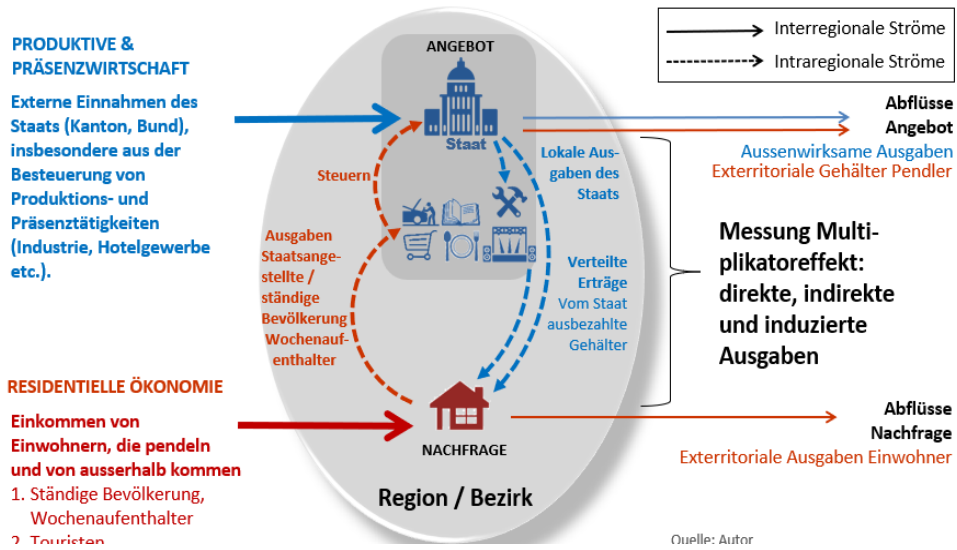 PRODUKTIVE &
PRÄSENZWIRTSCHAFT
Externe Einnahmen des
Staats (Kanton, Bund),
insbesondere aus der
Besteuerung von
Produktions- und
Präsenztätigkeiten
(Industrie, Hotelgewerbe
etc.).
RESIDENTIELLE ÖKONOMIE
Einkommen von
Einwohnern, die pendeln
und von ausserhalb kommen
1. Ständige Bevölkerung,
Wochenaufenthalter
2. Touristen
ANGEBOT
Staat
Steuern
Lokale Aus-
gaben des
Staats
Ausgaben
Staatsange-
stellte /
ständige
Bevölkerung
Wochenauf-
enthalter
Verteilte
Erträge
Vom Staat
ausbezahlte
Gehälter
NACHFRAGE
Region / Bezirk
Interregionale Ströme
Intraregionale Ströme
Abflüsse
Angebot
Aussenwirksame Ausgaben
Exterritoriale Gehälter Pendler
Messung Multi-
plikatoreffekt:
direkte, indirekte
und induzierte
Ausgaben
Abflüsse
Nachfrage
Exterritoriale Ausgaben Einwohner
Quelle: Autor